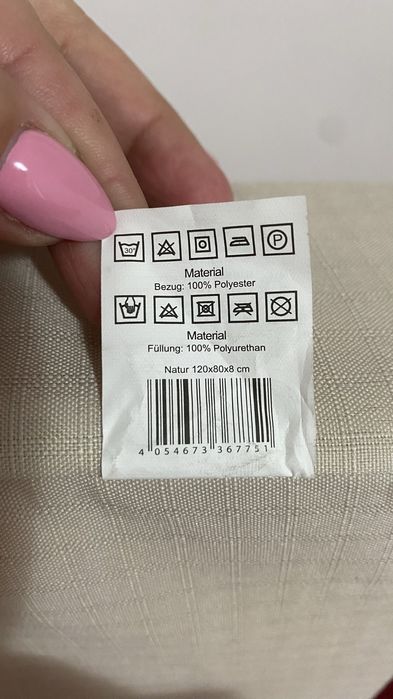 30°
P
Material
Bezug: 100% Polyester
Material
Füllung: 100% Polyurethan
Natur 120x80x8 cm
4 054673 367751